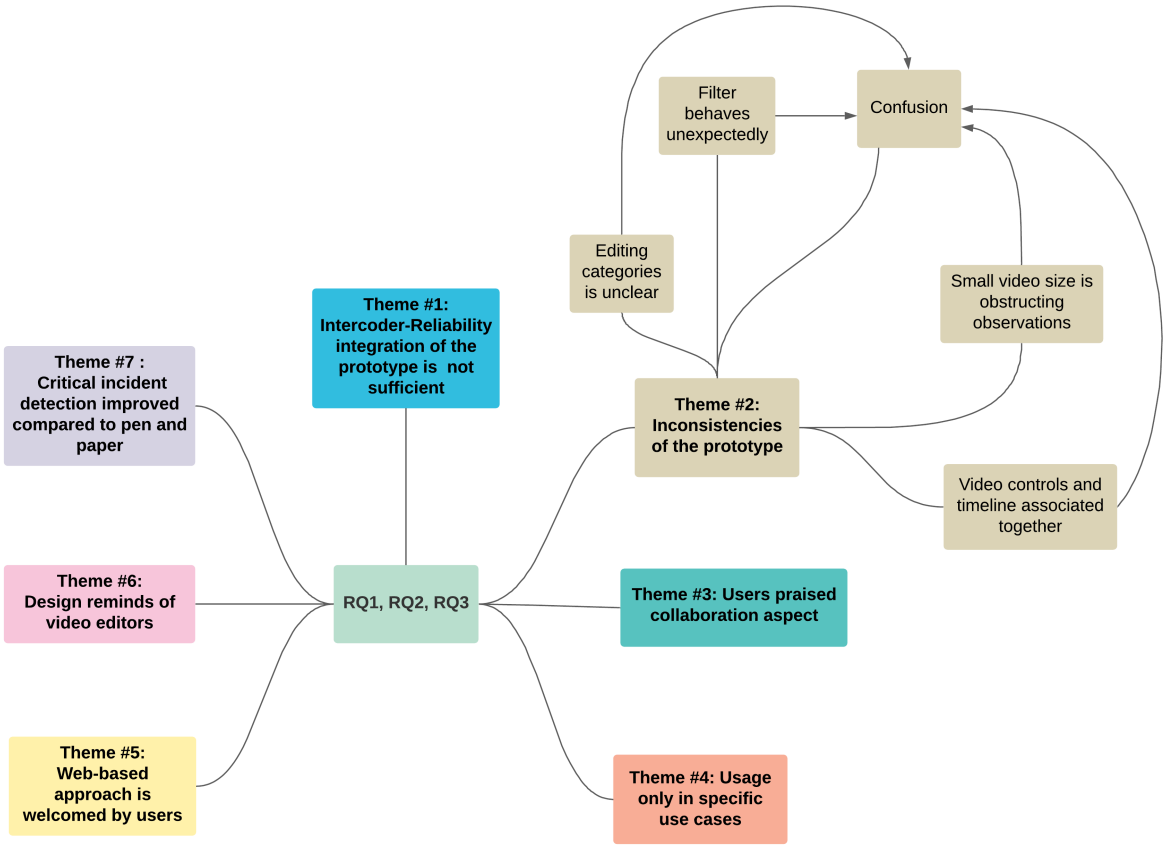 Filter
behaves
unexpectedly
Confusion
Editing
categories
is unclear
Small video size is
obstructing
observations
Theme #1:
Intercoder-Reliability
integration of the
prototype is  not
sufficient
Theme #7 :
Critical incident
detection improved
compared to pen and
paper
Theme #2:
Inconsistencies
of the prototype
Video controls and
timeline associated
together
Theme #6:
Design reminds of
video editors
RQ1, RQ2, RQ3
Theme #3: Users praised
collaboration aspect
Theme #5:
Web-based
approach is
welcomed by users
Theme #4: Usage
only in specific
use cases